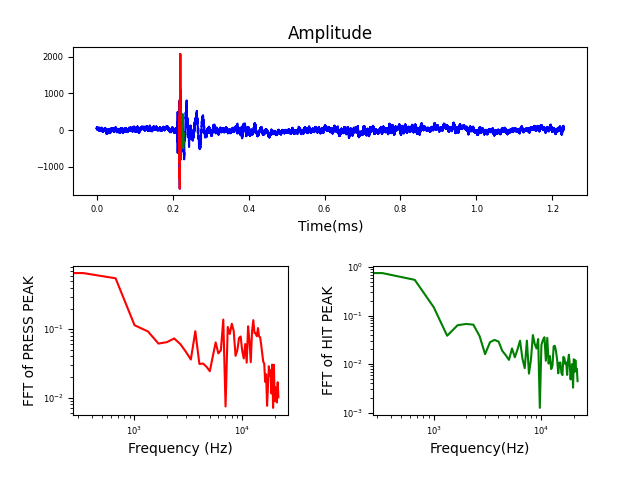 Amplitude
2000
1000
0
−1000
0.0 0.2 0.4 0.6 0.8 1.0 1.2
Time(ms)
FFT of PRESS PEAK
10⁻¹
10⁻²
10³ 10⁴
Frequency (Hz)
FFT of HIT PEAK
10⁰
10⁻¹
10⁻²
10⁻³
10³ 10⁴
Frequency(Hz)